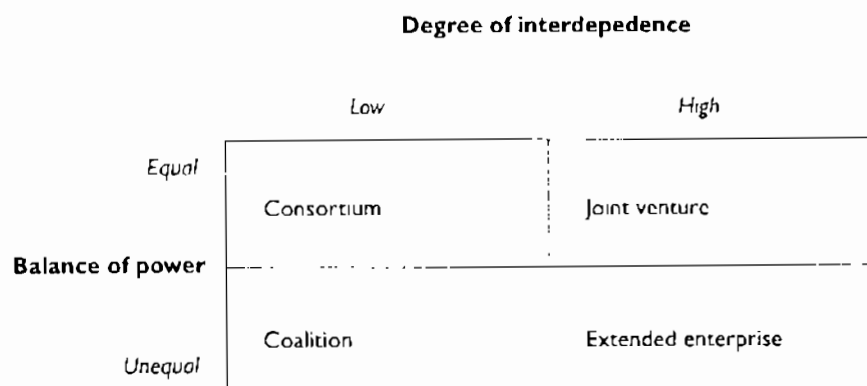 Degree of interdepedence
Low High
Equal
Consortium Joint venture
Balance of power
Coalition Extended enterprise
Unequal